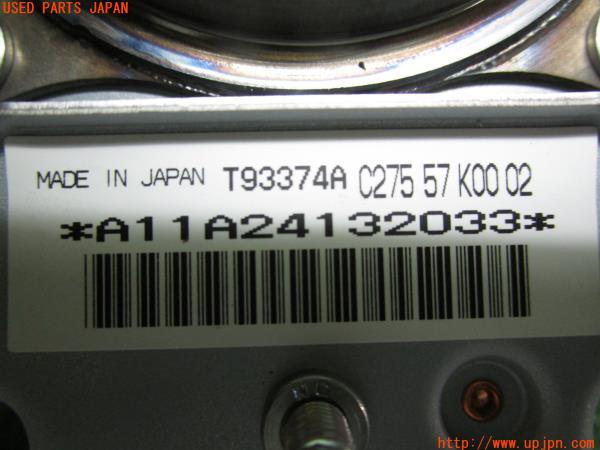 USED PARTS JAPAN
MADE IN JAPAN T93374A C275 57 K00 02
*A11A24132033*
http://www.upjpn.com/